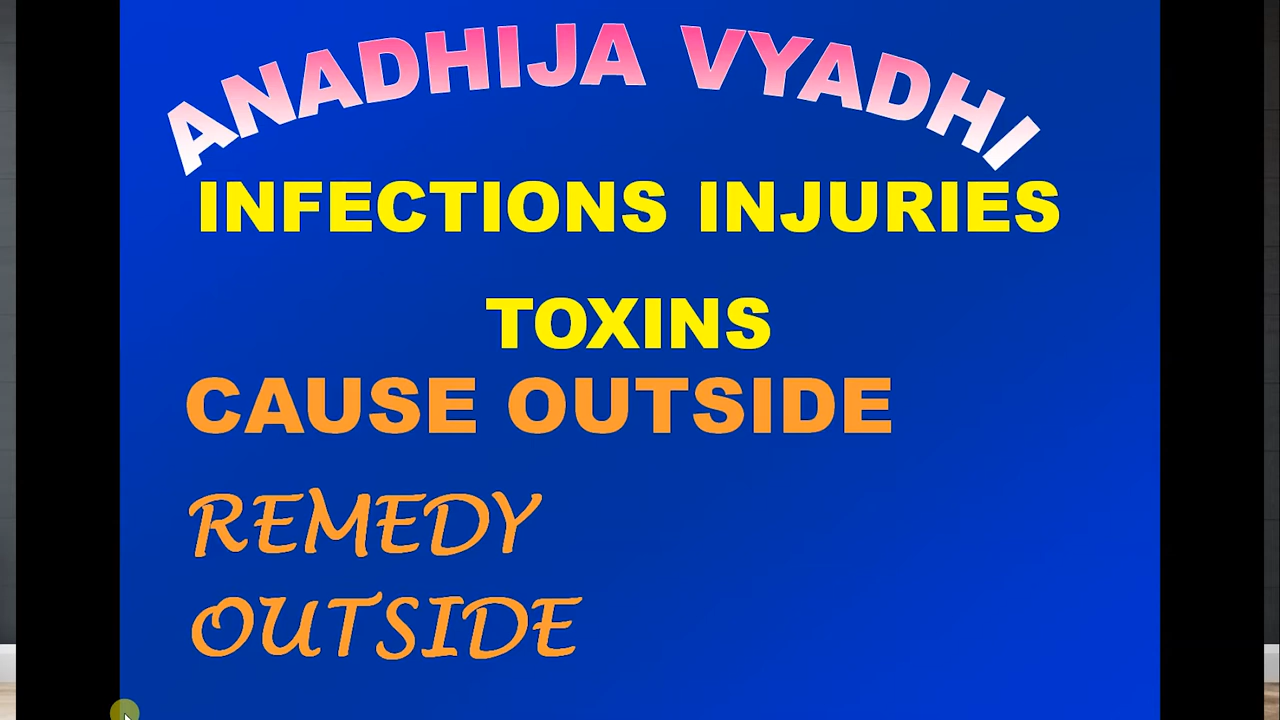 ANADHIJA VYADHI
INFECTIONS INJURIES
TOXINS
CAUSE OUTSIDE
REMEDY
OUTSIDE